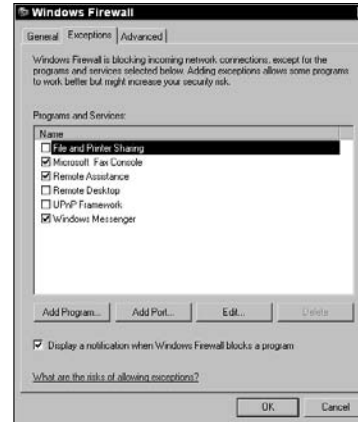 Windows Firewall
General Exceptions Advanced
Windows Firewall is blocking incoming network connections, except for the
programs and services selected below. Adding exceptions allows some programs
to work better but might increase your security risk.
Programs and Services:
Name
File and Printer Sharing
Microsoft Fax Console
Remote Assistance
Remote Desktop
UPnP Framework
Windows Messenger
Add Program... Add Port... Edit... Delete
Display a notification when Windows Firewall blocks a program
What are the risks of allowing exceptions?
OK Cancel